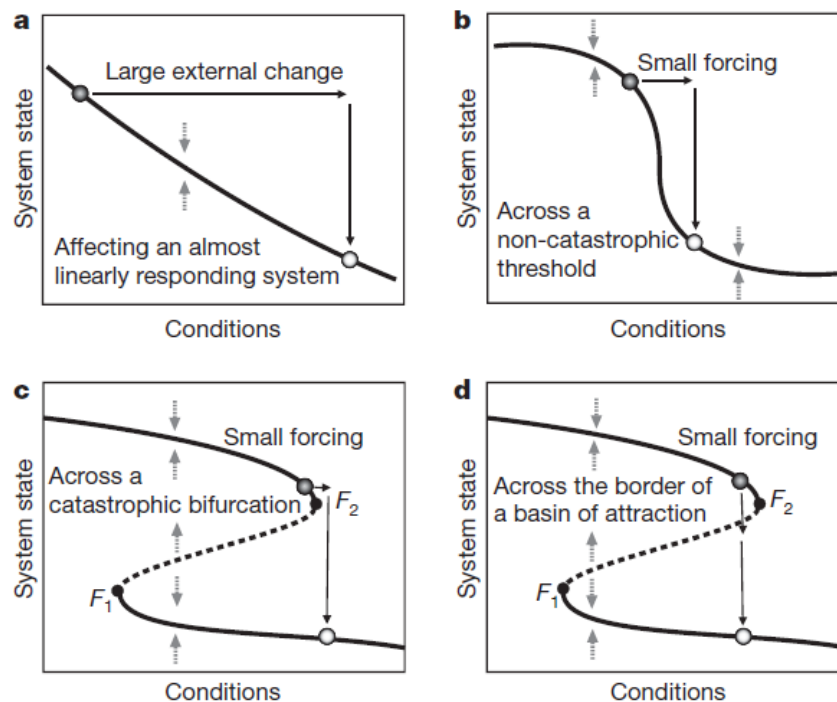 a
Large external change
System state
Affecting an almost
linearly responding system
Conditions
b
Small forcing
System state
Across a
non-catastrophic
threshold
Conditions
c
Small forcing
System state
Across a
catastrophic bifurcation
F2
F1
Conditions
d
Small forcing
System state
Across the border of
a basin of attraction
F2
F1
Conditions